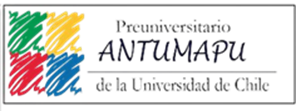 Preuniversitario
ANTUMAPU
de la Universidad de Chile